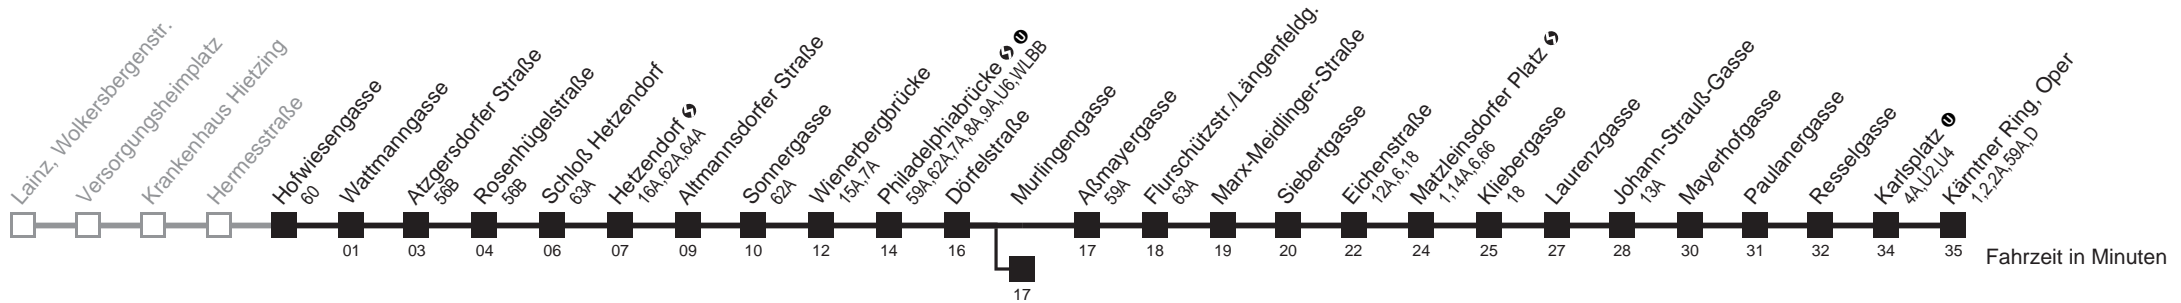 Lainz, Wolkersbergenstr.
Versorgungsheimplatz
Krankenhaus Hietzing
Hermesstraße
Hofwiesengasse
60
Wattmanngasse
01
Atzgersdorfer Straße
56B
03
Rosenhügelstraße
56B
04
Schloß Hetzendorf
63A
06
Hetzendorf
16A,62A,64A
07
Altmannsdorfer Straße
09
Sonnergasse
62A
10
Wienerbergbrücke
15A,7A
12
Philadelphiabrücke U
59A,62A,7A,8A,9A,U6,WLBB
14
Dörfelstraße
16
Murlingengasse
17
Aßmayergasse
59A
17
Flurschützstr./Längenfeldg.
63A
18
Marx-Meidlinger-Straße
19
Siebertgasse
20
Eichenstraße
12A,6,18
22
Matzleinsdorfer Platz
1,14A,6,66
24
Kliebergasse
18
25
Laurenzgasse
27
Johann-Strauß-Gasse
13A
28
Mayerhofgasse
30
Paulanergasse
31
Resselgasse
32
Karlsplatz U
4A,U2,U4
34
Kärntner Ring, Oper
1,2,2A,59A,D
35
Fahrzeit in Minuten